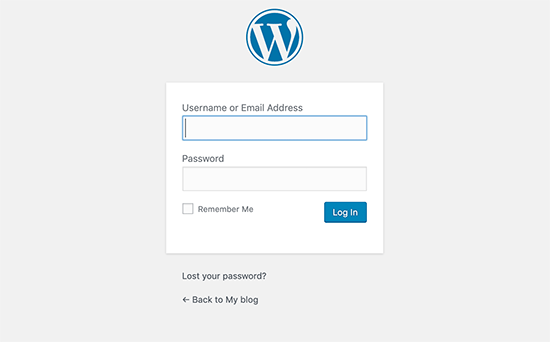 Username or Email Address
Password
Remember Me
Log In
Lost your password?
← Back to My blog